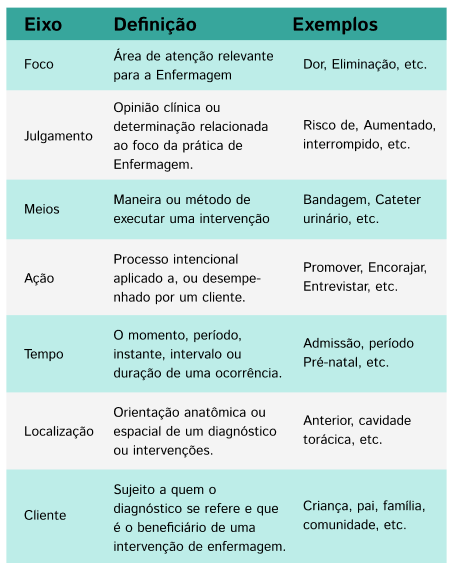 Eixo Definição Exemplos
Foco
Área de atenção relevante
para a Enfermagem
Dor, Eliminação, etc.
Julgamento
Opinião clínica ou
determinação relacionada
ao foco da prática de
Enfermagem.
Risco de, Aumentado,
interrompido, etc.
Meios
Maneira ou método de
executar uma intervenção
Bandagem, Cateter
urinário, etc.
Ação
Processo intencional
aplicado a, ou desempe-
nhado por um cliente.
Promover, Encorajar,
Entrevistar, etc.
Tempo
O momento, período,
instante, intervalo ou
duração de uma ocorrência.
Admissão, período
Pré-natal, etc.
Localização
Orientação anatômica ou
espacial de um diagnóstico
ou intervenções.
Anterior, cavidade
torácica, etc.
Cliente
Sujeito a quem o
diagnóstico se refere e que
é o beneficiário de uma
intervenção de enfermagem.
Criança, pai, família,
comunidade, etc.